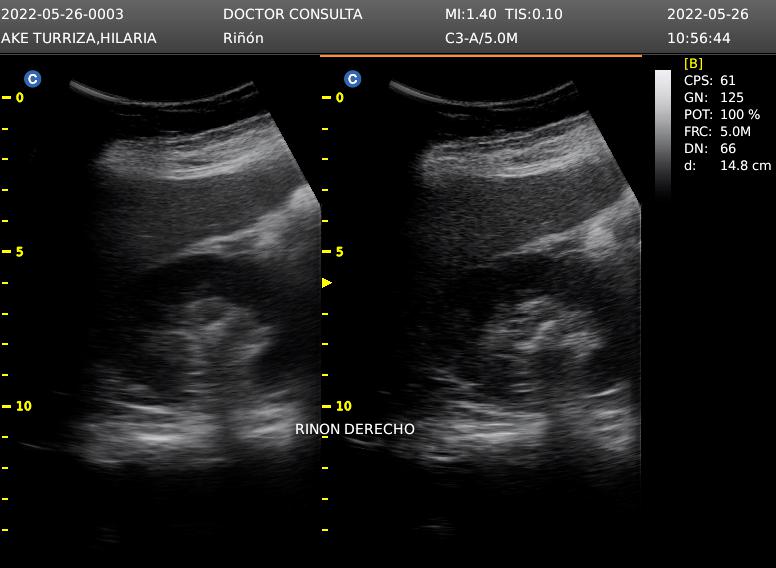 2022-05-26-0003 DOCTOR CONSULTA MI:1.40 TIS:0.10 2022-05-26
AKE TURRIZA,HILARIA Riñón C3-A/5.0M 10:56:44
[B]
C C
CPS: 61
0 0
GN: 125
POT: 100 %
FRC: 5.0M
DN: 66
d: 14.8 cm
5 5
10 10
RINON DERECHO